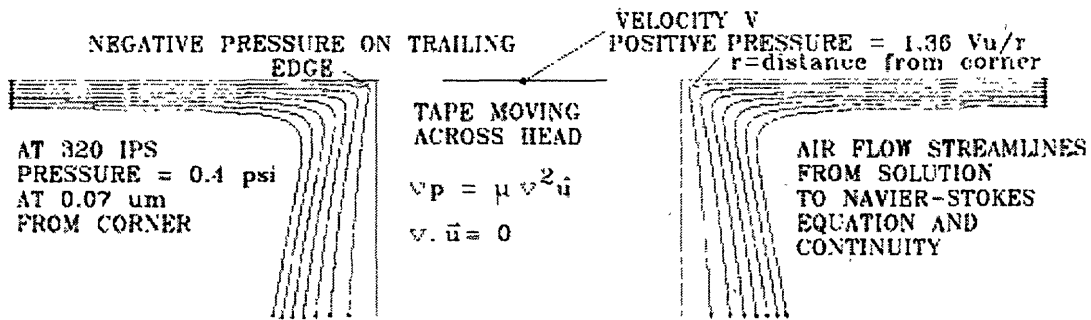 NEGATIVE PRESSURE ON TRAILING
EDGE
VELOCITY V
POSITIVE PRESSURE = 1.36 Vu/r
r=distance from corner
TAPE MOVING
ACROSS HEAD
∇p = μ ∇²u⃗
∇. u⃗ = 0
AT 320 IPS
PRESSURE = 0.4 psi
AT 0.07 um
FROM CORNER
AIR FLOW STREAMLINES
FROM SOLUTION
TO NAVIER-STOKES
EQUATION AND
CONTINUITY